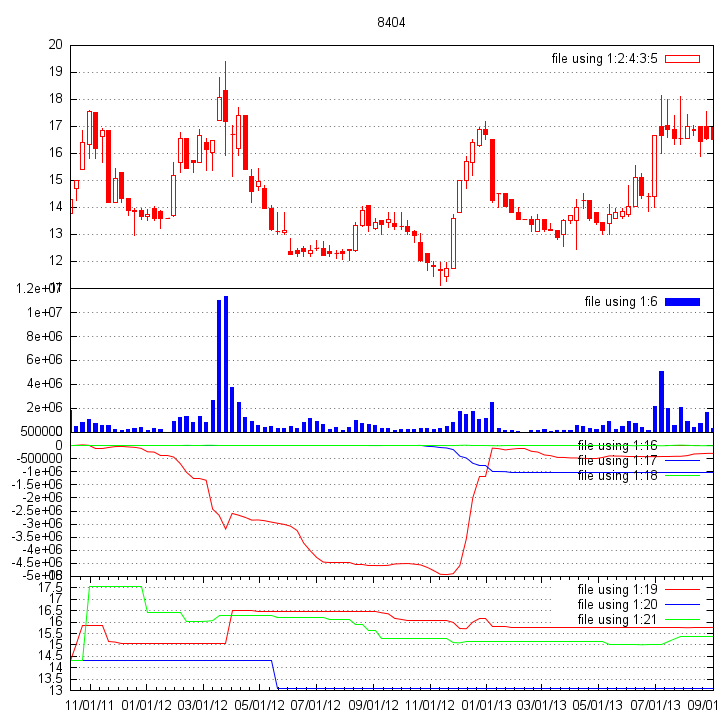 8404
20
file using 1:2:4:3:5
19
18
17
16
15
14
13
12
1.2e+07
file using 1:6
1e+07
8e+06
6e+06
4e+06
2e+06
500000
0
file using 1:16
-500000
file using 1:17
-1e+06
file using 1:18
-1.5e+06
-2e+06
-2.5e+06
-3e+06
-3.5e+06
-4e+06
-4.5e+06
-5e+06
17.5
file using 1:19
17
file using 1:20
16.5
file using 1:21
16
15.5
15
14.5
14
13.5
13
11/01/11 01/01/12 03/01/12 05/01/12 07/01/12 09/01/12 11/01/12 01/01/13 03/01/13 05/01/13 07/01/13 09/01